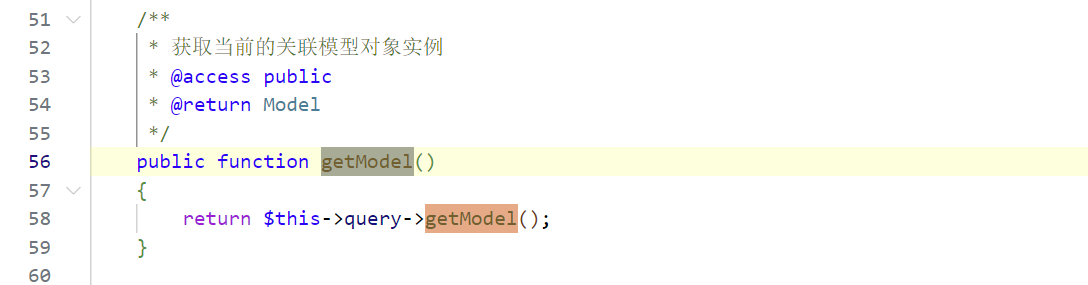 51 /**
52  * 获取当前的关联模型对象实例
53  * @access public
54  * @return Model
55  */
56 public function getModel()
57 {
58     return $this->query->getModel();
59 }
60